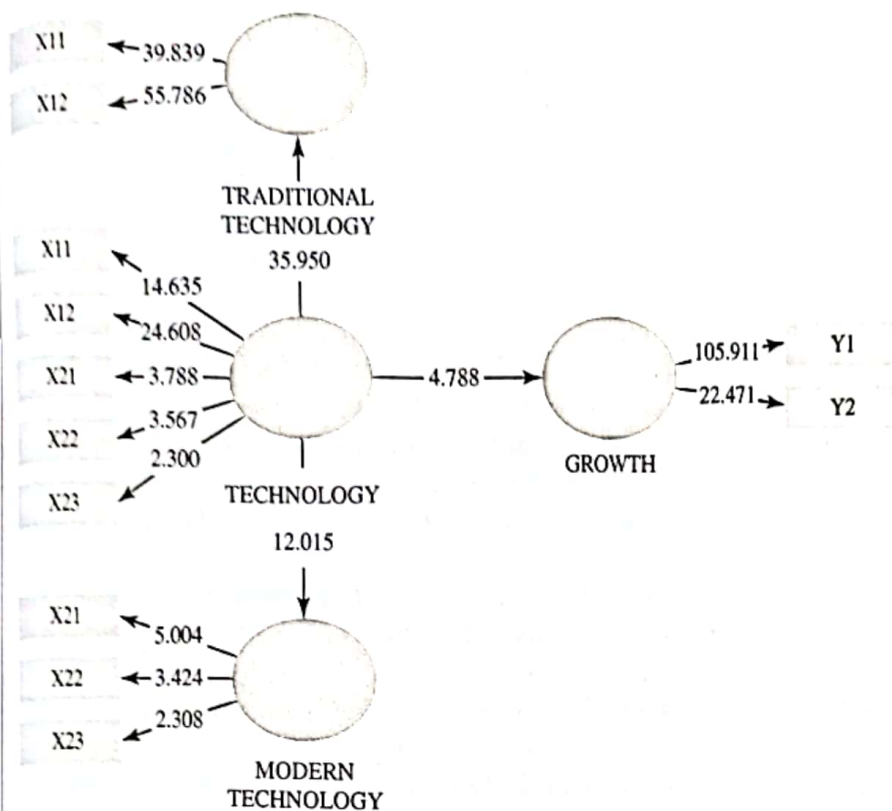 X11
39.839
X12
55.786
TRADITIONAL
TECHNOLOGY
35.950
X11
14.635
X12
24.608
X21
3.788
X22
3.567
X23
2.300
TECHNOLOGY
4.788
105.911
Y1
22.471
Y2
GROWTH
12.015
X21
5.004
X22
3.424
X23
2.308
MODERN
TECHNOLOGY